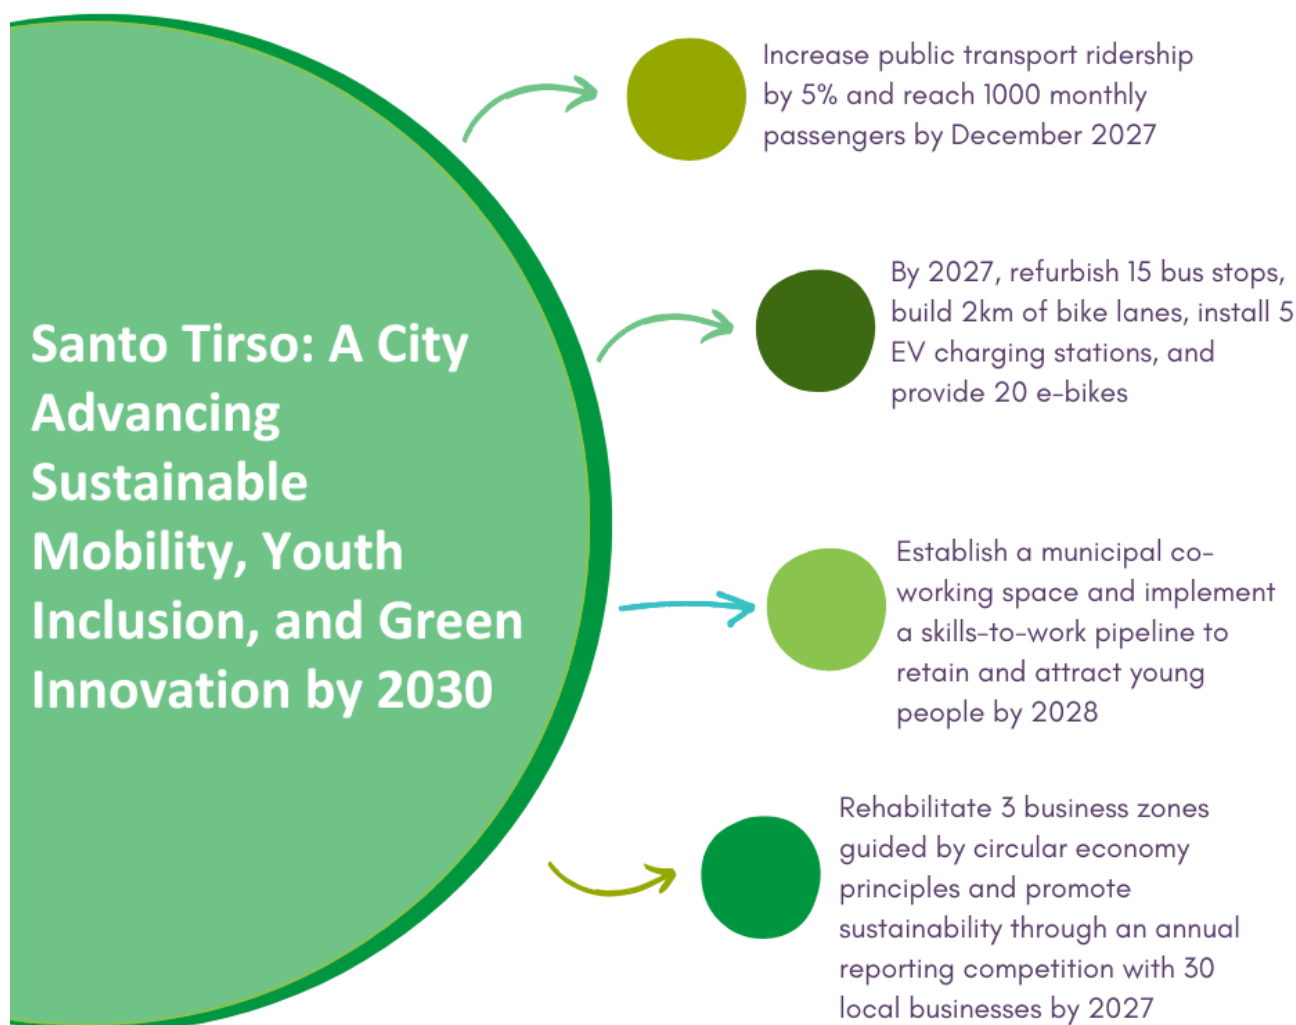 Santo Tirso: A City
Advancing
Sustainable
Mobility, Youth
Inclusion, and Green
Innovation by 2030
Increase public transport ridership
by 5% and reach 1000 monthly
passengers by December 2027
By 2027, refurbish 15 bus stops,
build 2km of bike lanes, install 5
EV charging stations, and
provide 20 e-bikes
Establish a municipal co-
working space and implement
a skills-to-work pipeline to
retain and attract young
people by 2028
Rehabilitate 3 business zones
guided by circular economy
principles and promote
sustainability through an annual
reporting competition with 30
local businesses by 2027